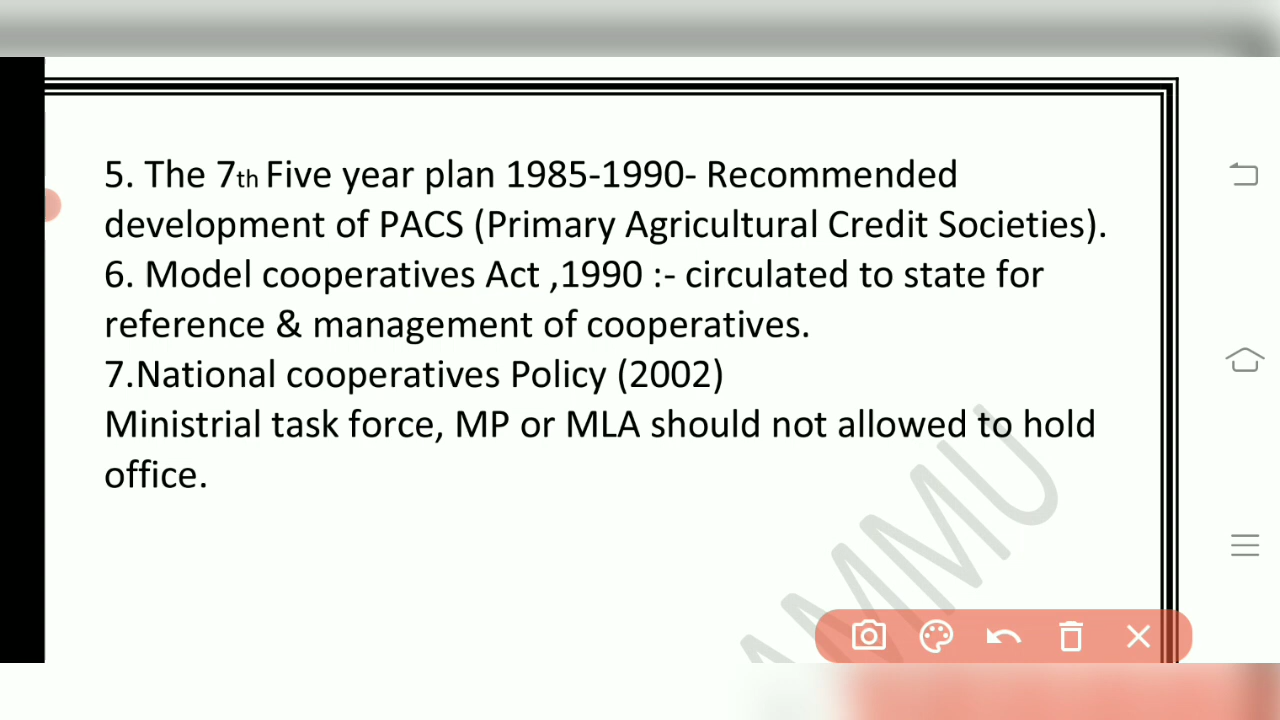 5. The 7th Five year plan 1985-1990- Recommended
development of PACS (Primary Agricultural Credit Societies).
6. Model cooperatives Act ,1990 :- circulated to state for
reference & management of cooperatives.
7.National cooperatives Policy (2002)
Ministrial task force, MP or MLA should not allowed to hold
office.
AMMU